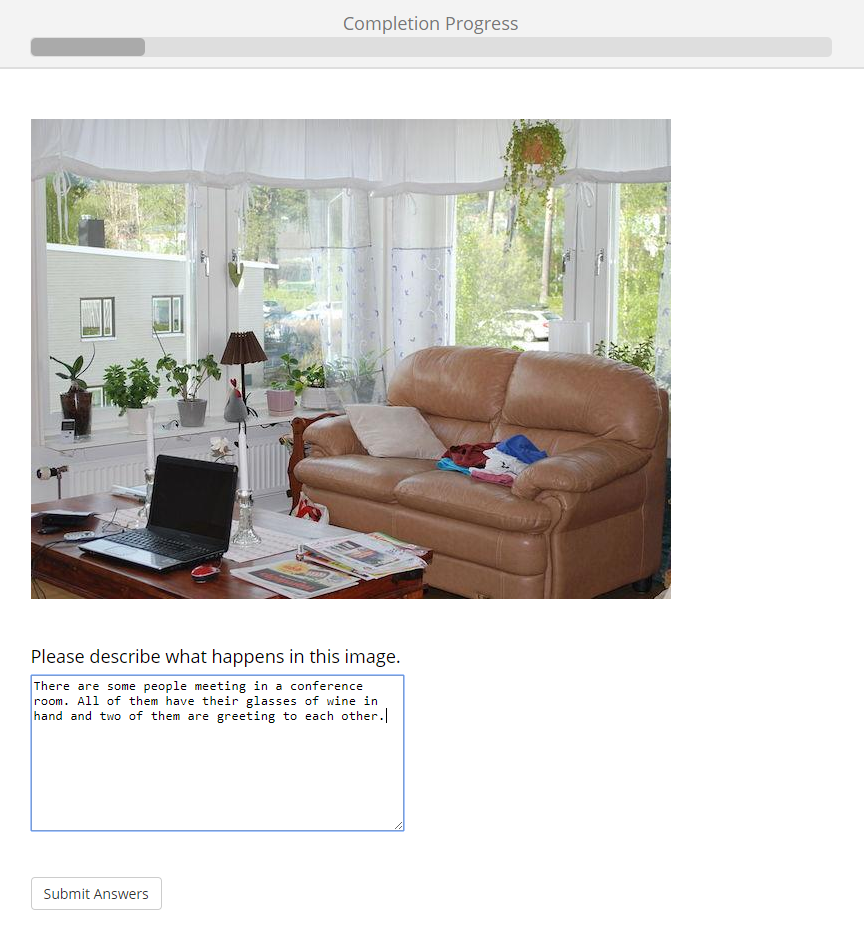 Completion Progress
Please describe what happens in this image.
There are some people meeting in a conference
room. All of them have their glasses of wine in
hand and two of them are greeting to each other.
Submit Answers